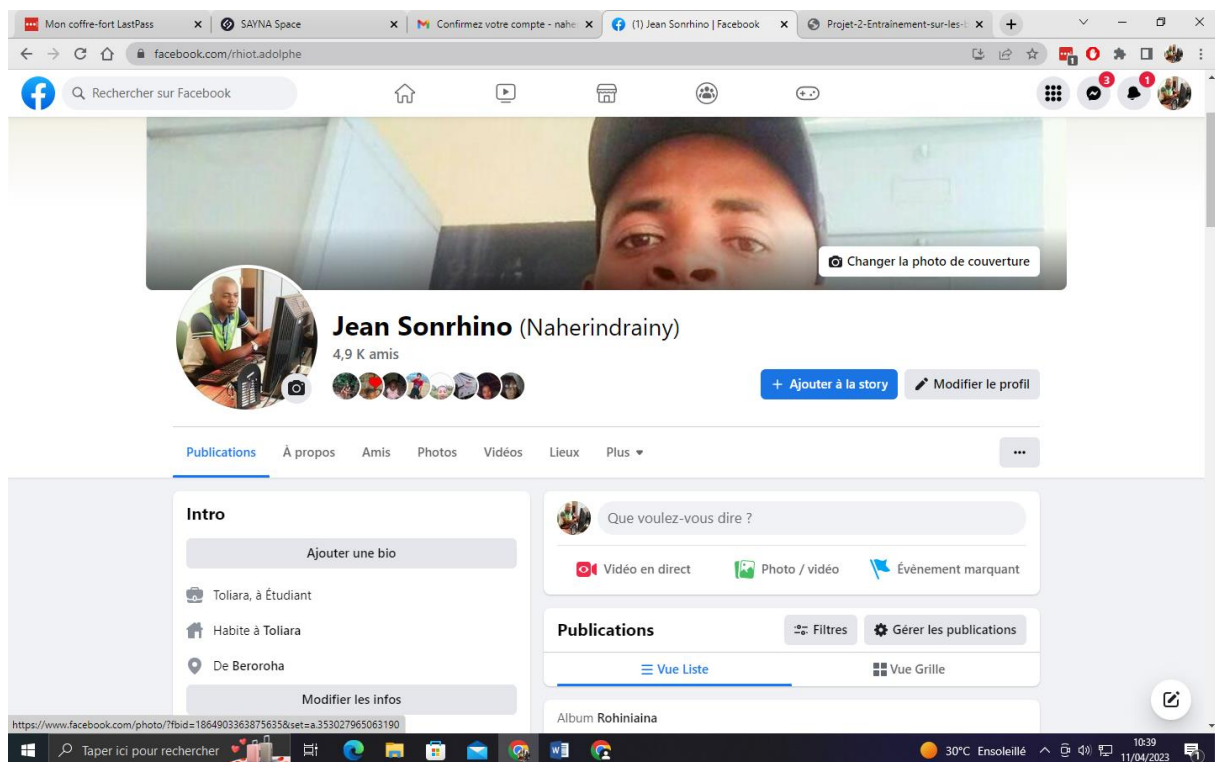 Mon coffre-fort LastPass
SAYNA Space
Confirmez votre compte - nahe
(1) Jean Sonrhino | Facebook
Projet-2-Entrainement-sur-les-b
facebook.com/rhiot.adolphe
1
Rechercher sur Facebook
3
1
Changer la photo de couverture
Jean Sonrhino (Naherindrainy)
4,9 K amis
+ Ajouter à la story
Modifier le profil
Publications À propos Amis Photos Vidéos Lieux Plus
Intro
Ajouter une bio
Toliara, à Étudiant
Habite à Toliara
De Beroroha
Modifier les infos
Que voulez-vous dire ?
Vidéo en direct
Photo / vidéo
Évènement marquant
Publications
Filtres
Gérer les publications
Vue Liste
Vue Grille
Album Rohiniaina
https://www.facebook.com/photo/?fbid=1864903363875635&set=a.353027965063190
Taper ici pour rechercher
30°C Ensoleillé
10:39
11/04/2023
1